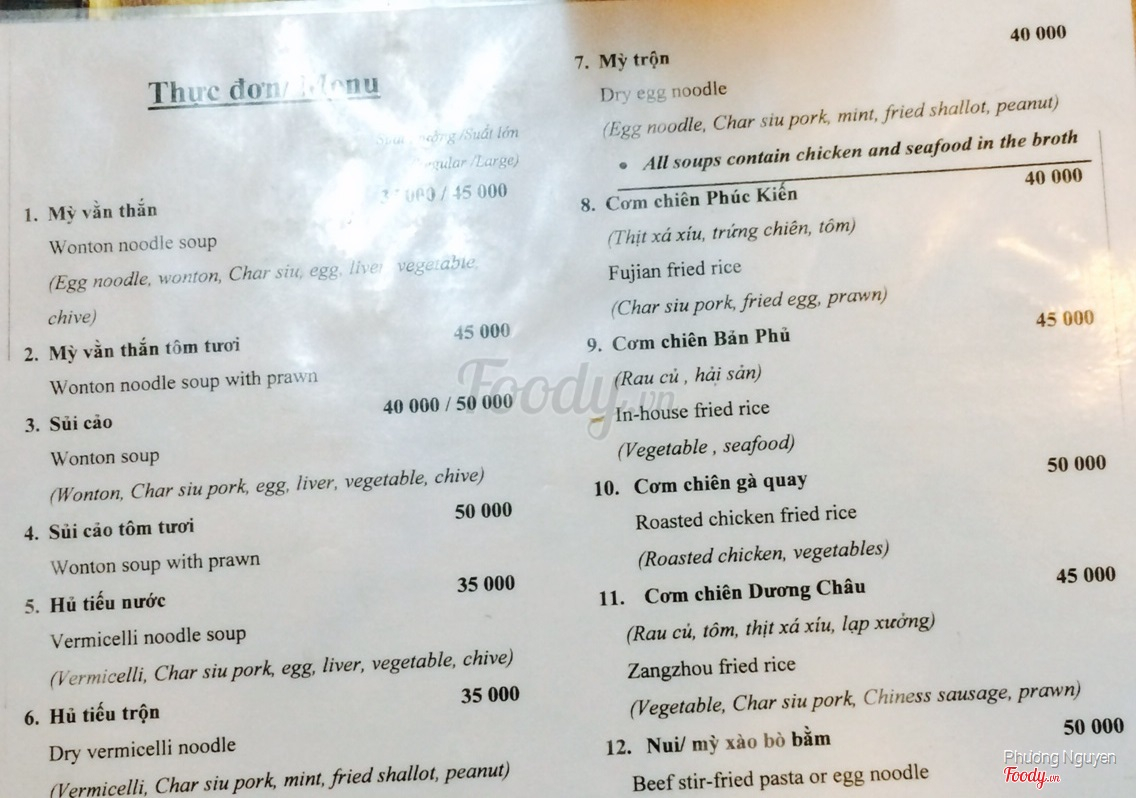 Thực đơn/ Menu
/Suất lớn
/Large)
000 / 45 000
1. Mỳ vằn thắn
Wonton noodle soup
(Egg noodle, wonton, Char siu, egg, liver, vegetable,
chive)
45 000
2. Mỳ vằn thắn tôm tươi
Wonton noodle soup with prawn
40 000 / 50 000
3. Sủi cảo
Wonton soup
(Wonton, Char siu pork, egg, liver, vegetable, chive)
50 000
4. Sủi cảo tôm tươi
Wonton soup with prawn
35 000
5. Hủ tiếu nước
Vermicelli noodle soup
(Vermicelli, Char siu pork, egg, liver, vegetable, chive)
35 000
6. Hủ tiếu trộn
Dry vermicelli noodle
(Vermicelli, Char siu pork, mint, fried shallot, peanut)
40 000
7. Mỳ trộn
Dry egg noodle
(Egg noodle, Char siu pork, mint, fried shallot, peanut)
• All soups contain chicken and seafood in the broth
40 000
8. Cơm chiên Phúc Kiến
(Thịt xá xíu, trứng chiên, tôm)
Fujian fried rice
(Char siu pork, fried egg, prawn)
45 000
9. Cơm chiên Bản Phủ
(Rau củ , hải sản)
In-house fried rice
(Vegetable , seafood)
50 000
10. Cơm chiên gà quay
Roasted chicken fried rice
(Roasted chicken, vegetables)
45 000
11. Cơm chiên Dương Châu
(Rau củ, tôm, thịt xá xíu, lạp xưởng)
Zangzhou fried rice
(Vegetable, Char siu pork, Chiness sausage, prawn)
50 000
12. Nui/ mỳ xào bò bằm
Beef stir-fried pasta or egg noodle
Foody.vn
Phương Nguyen
Foody.vn